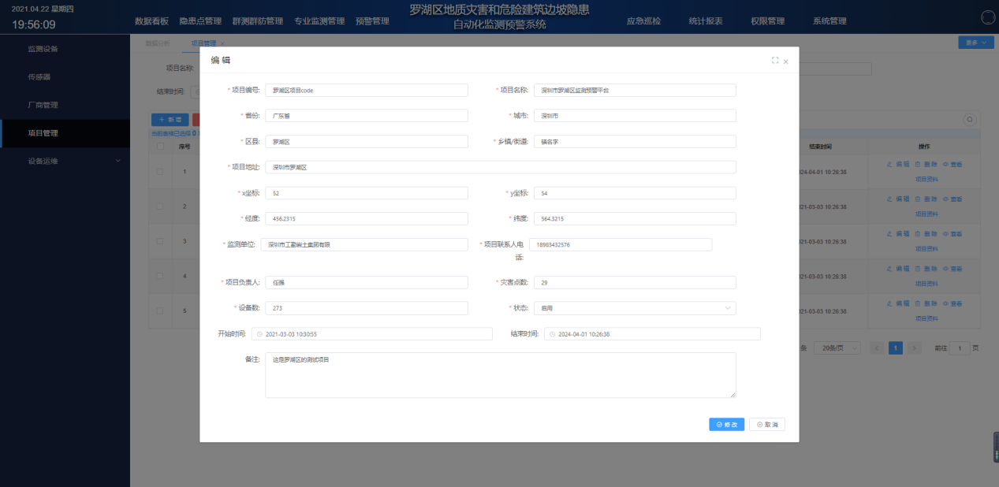 2021.04.22 星期四
19:56:09
罗湖区地质灾害和危险建筑边坡隐患
自动化监测预警系统
数据看板 隐患点管理 群测群防管理 专业监测管理 预警管理 应急巡检 统计报表 权限管理 系统管理
监测设备
传感器
厂商管理
项目管理
设备运维
数据分析 项目管理 ×
更多
项目名称:
结束时间:
+ 新 增
当前表格已选择 0
序号 结束时间 操作
1 24-04-01 10:26:38 编 辑 删 除 查看
项目资料
2 21-03-03 10:26:38 编 辑 删 除 查看
项目资料
3 21-03-03 10:26:38 编 辑 删 除 查看
项目资料
4 21-03-03 10:26:38 编 辑 删 除 查看
项目资料
5 21-03-03 10:26:38 编 辑 删 除 查看
项目资料
条 20条/页 < 1 > 前往 1 页
编 辑
* 项目编号: 罗湖区项目code * 项目名称: 深圳市罗湖区监测预警平台
* 省份: 广东省 * 城市: 深圳市
* 区县: 罗湖区 * 乡镇/街道: 镇名字
* 项目地址: 深圳市罗湖区
* x坐标: 52 * y坐标: 54
* 经度: 456.2315 * 纬度: 564.3215
* 监测单位: 深圳市工勘岩土集团有限 * 项目联系人电
话: 18983432576
* 项目负责人: 任强 * 灾害点数: 29
* 设备数: 273 * 状态: 启用
开始时间: 2021-03-03 10:30:55 结束时间: 2024-04-01 10:26:38
备注: 这是罗湖区的测试项目
修 改 取 消